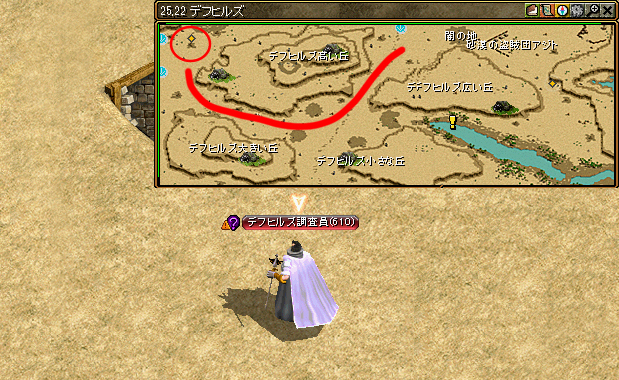 25,22 デフヒルズ
闇の地
砂漠の盗賊団アジト
デフヒルズ高い丘
デフヒルズ広い丘
デフヒルズ大きい丘
デフヒルズ小さな丘
デフヒルズ調査員(610)